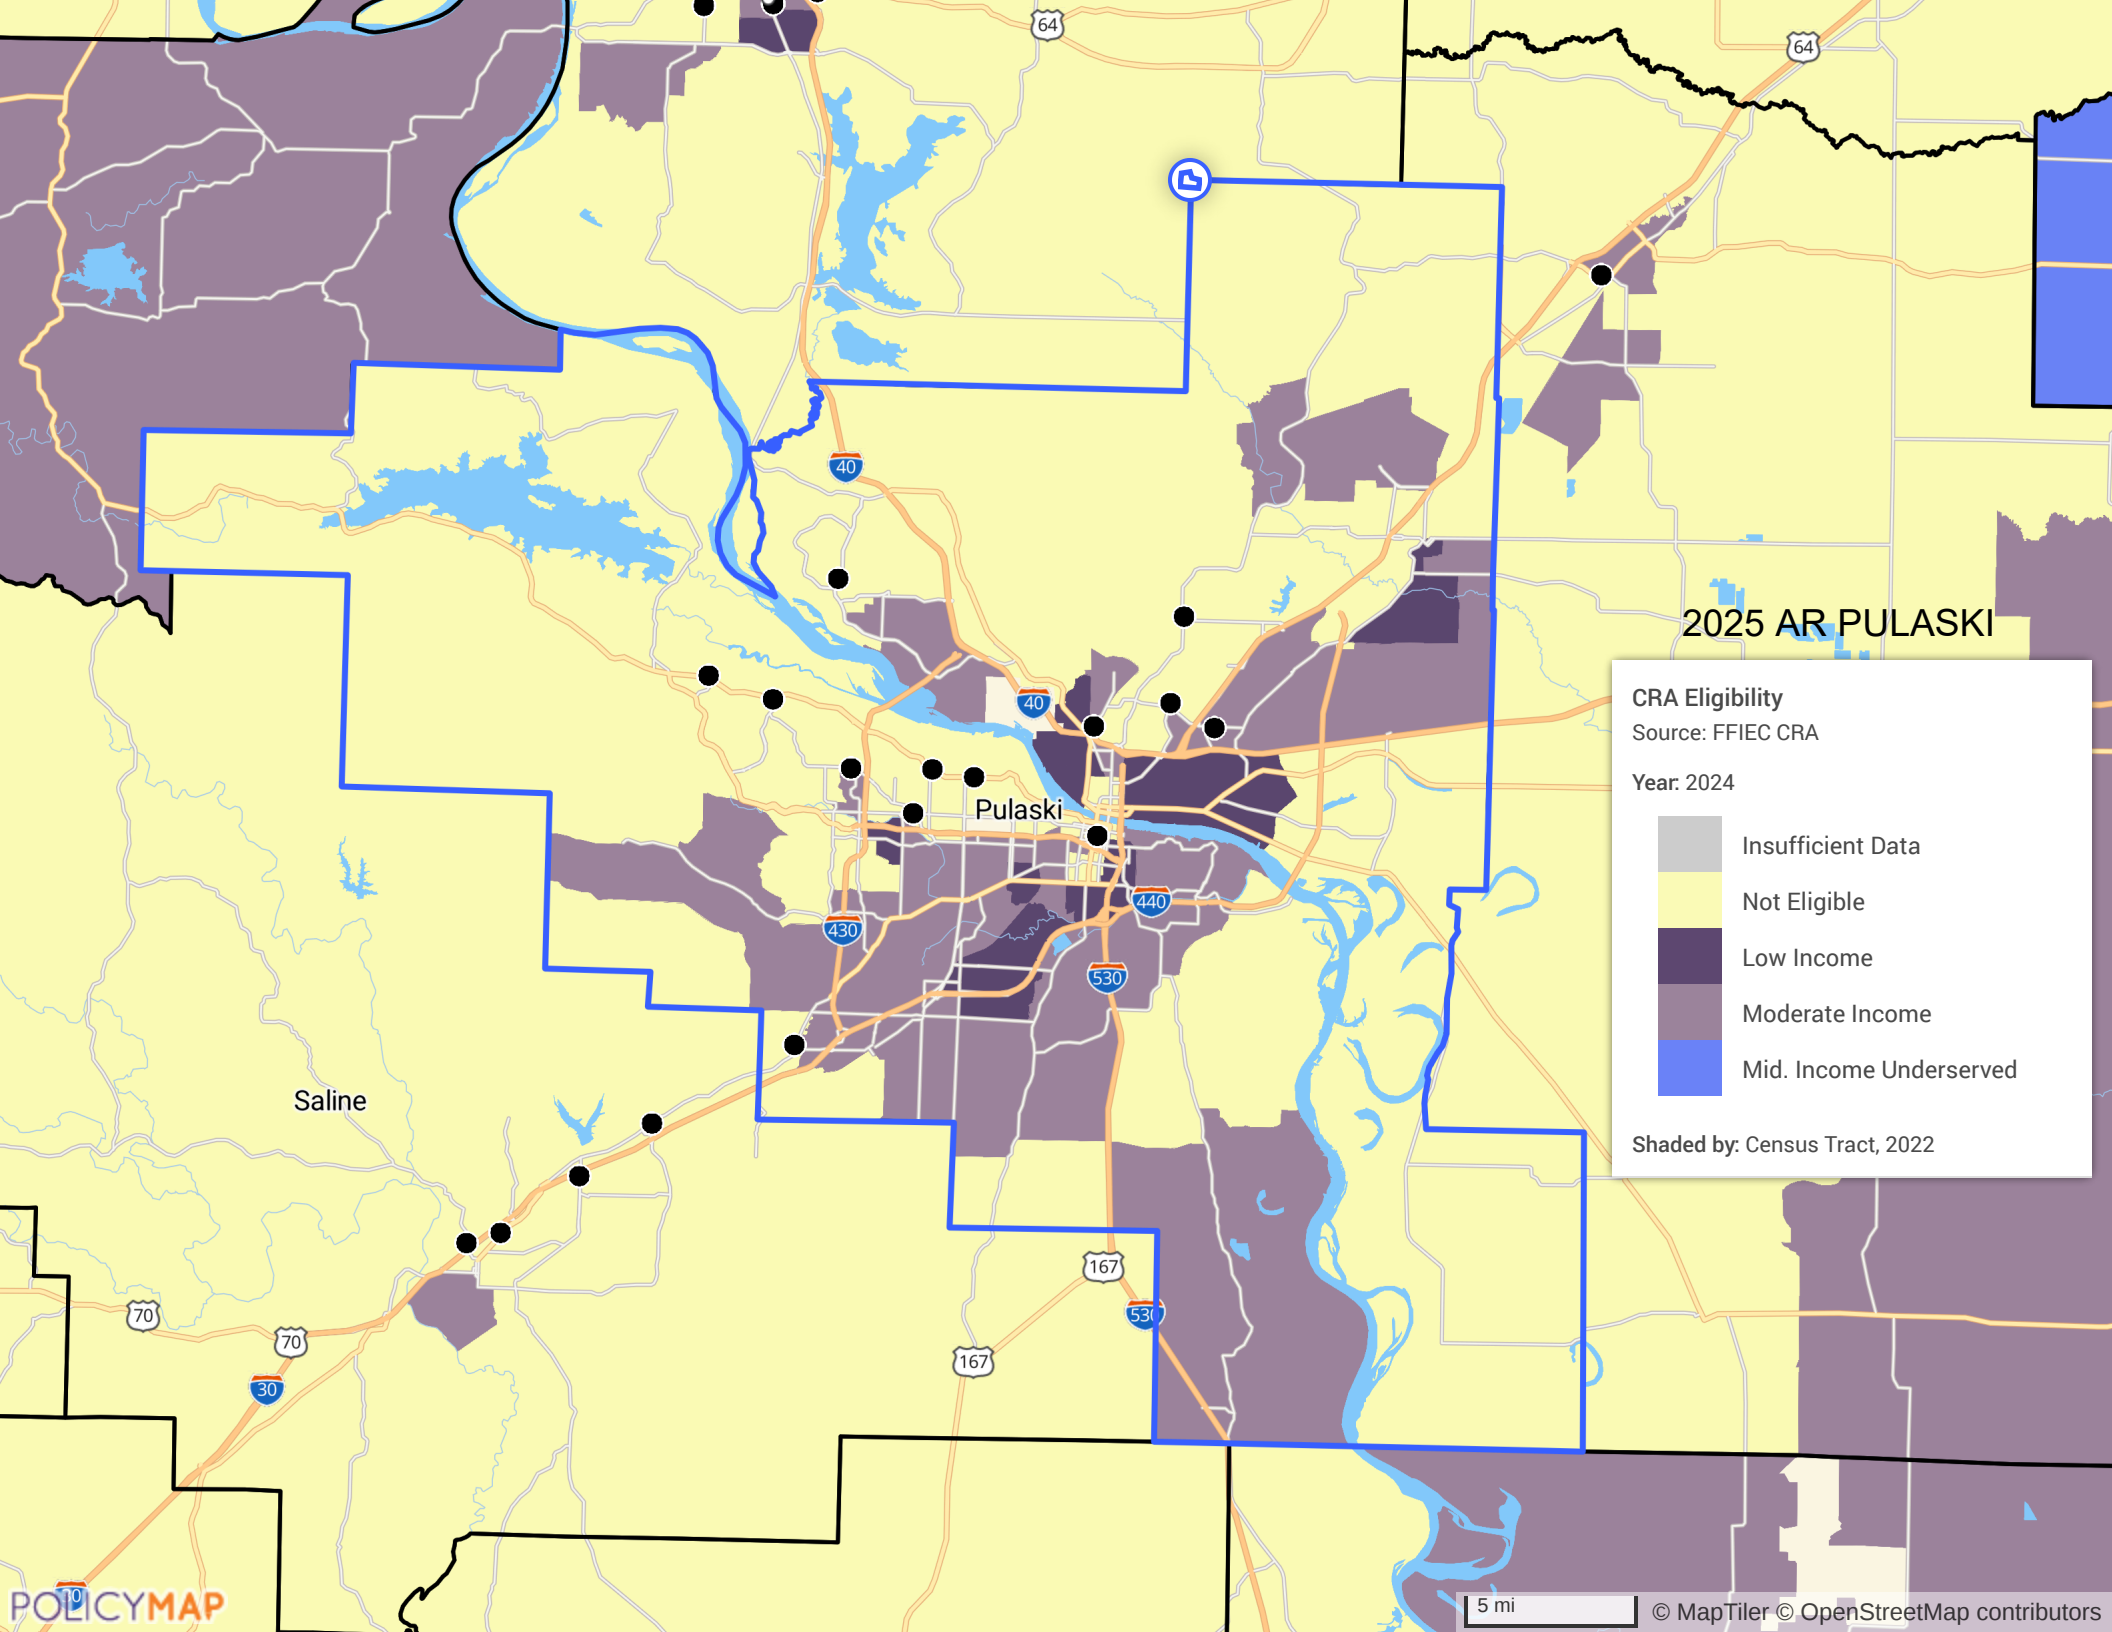 64
64
40
2025 AR PULASKI
CRA Eligibility
Source: FFIEC CRA
Year: 2024
Insufficient Data
Not Eligible
Low Income
Moderate Income
Mid. Income Underserved
Shaded by: Census Tract, 2022
40
Pulaski
440
430
530
Saline
167
530
70
70
167
30
POLICYMAP
5 mi
© MapTiler © OpenStreetMap contributors